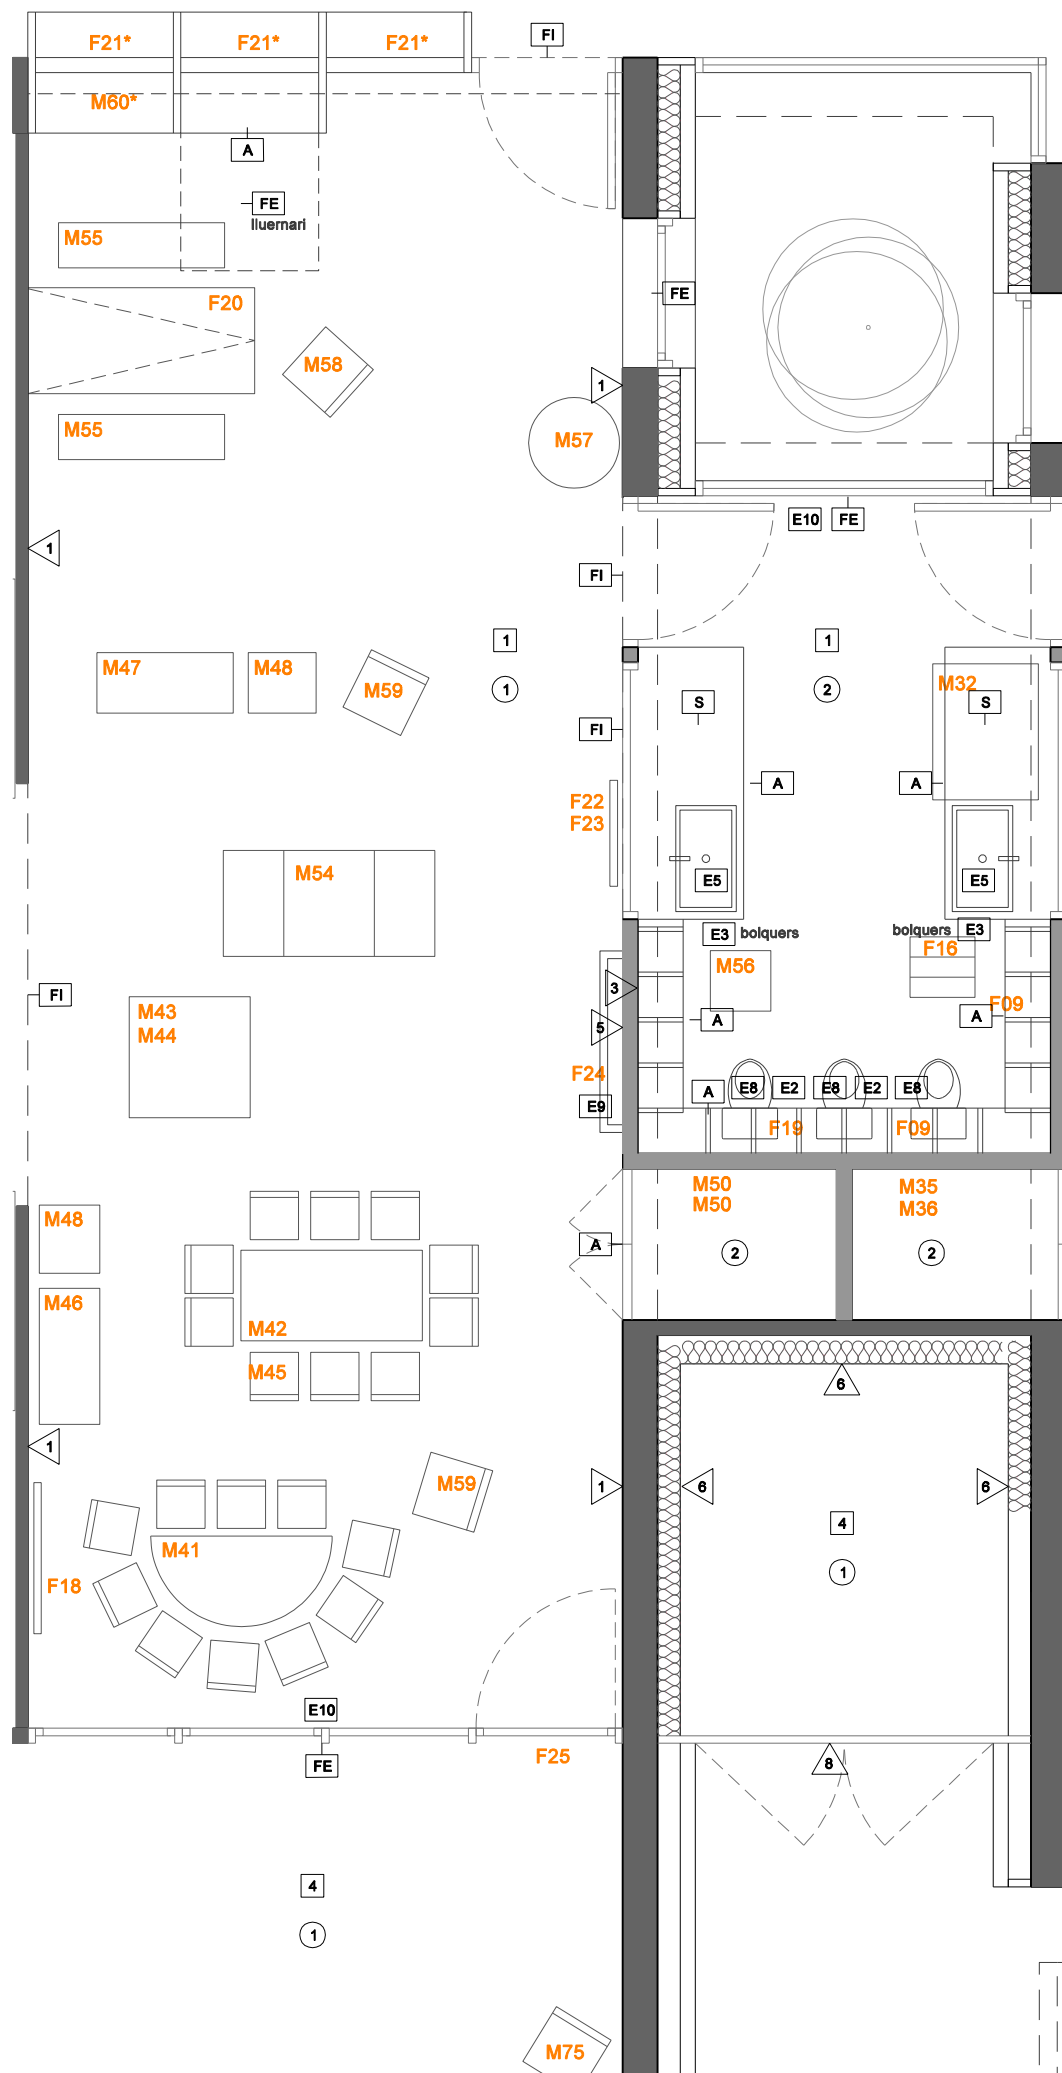 F21* F21* F21* FI
M60*
A
FE
lluernari
M55
F20 FE
M58
1
M55
M57
E10 FE
1
FI
1 1
M47 M48 M59 1 2 M32
S S
FI
A A
F22
F23
M54
E5 E5
E3 bolquers bolquers E3
F16
M56
3
FI
M43 F09
M44 5 A A
F24
E8 E2 E8 E2 E8
A
E9
F19 F09
M50 M35
M50 M36
M48
A 2 2
M46
M42
M45
6
1
M59 1 6 6
4
M41
1
F18
E10
F25
FE 8
4
1
M75